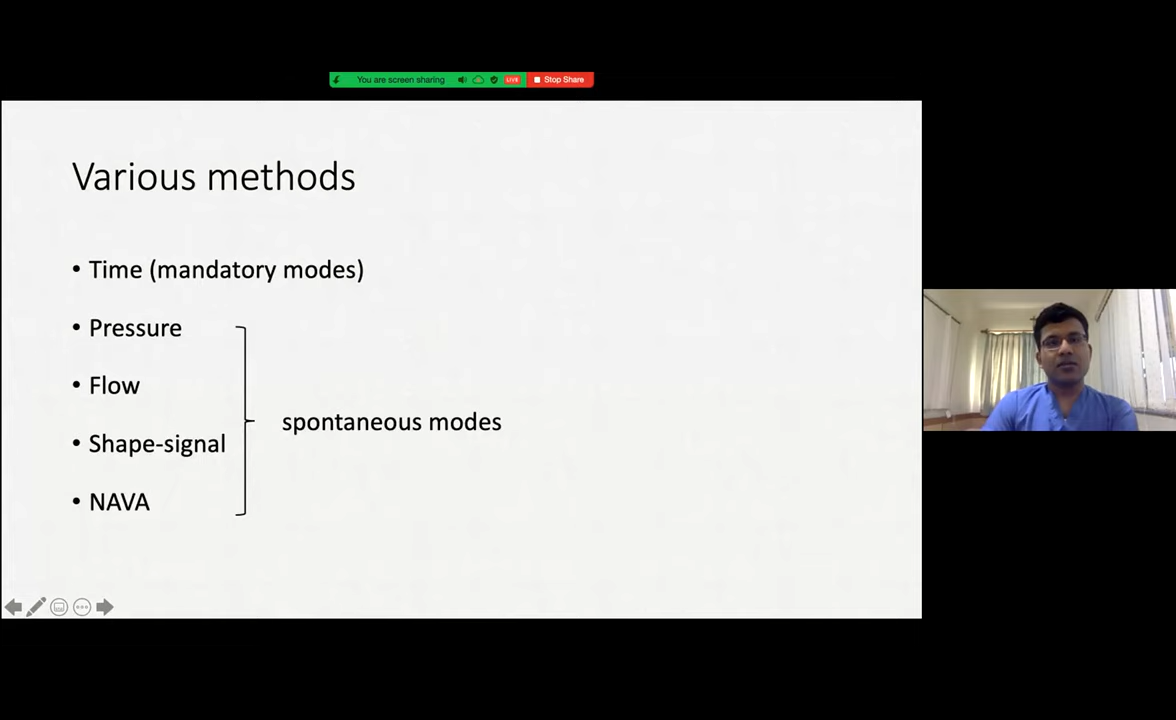 You are screen sharing
LIVE
Stop Share
Various methods
• Time (mandatory modes)
• Pressure
• Flow
spontaneous modes
• Shape-signal
• NAVA